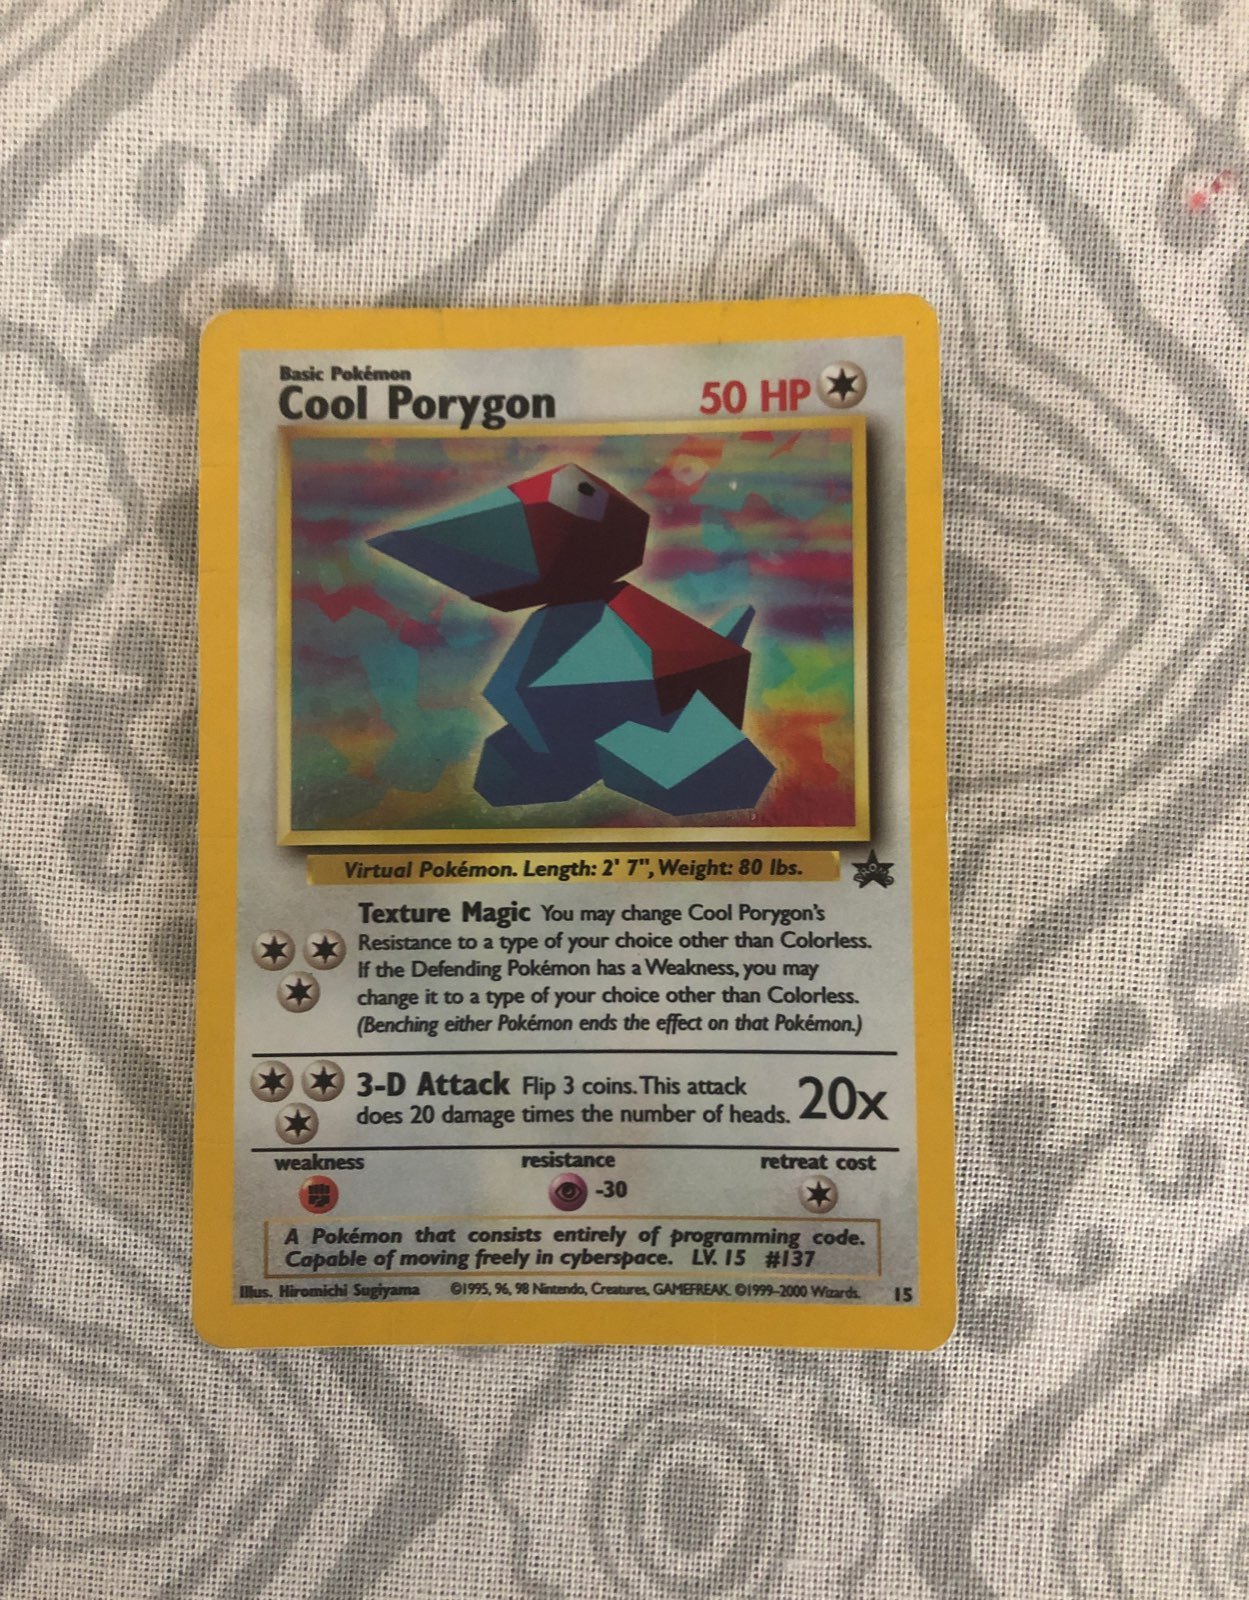 Basic Pokémon
Cool Porygon
50 HP
Virtual Pokémon. Length: 2' 7", Weight: 80 lbs.
PROMO
Texture Magic You may change Cool Porygon's
Resistance to a type of your choice other than Colorless.
If the Defending Pokémon has a Weakness, you may
change it to a type of your choice other than Colorless.
(Benching either Pokémon ends the effect on that Pokémon.)
3-D Attack Flip 3 coins. This attack
does 20 damage times the number of heads.
20x
weakness resistance retreat cost
-30
A Pokémon that consists entirely of programming code.
Capable of moving freely in cyberspace. LV. 15 #137
Illus. Hiromichi Sugiyama ©1995, 96, 98 Nintendo, Creatures, GAMEFREAK. ©1999-2000 Wizards. 15